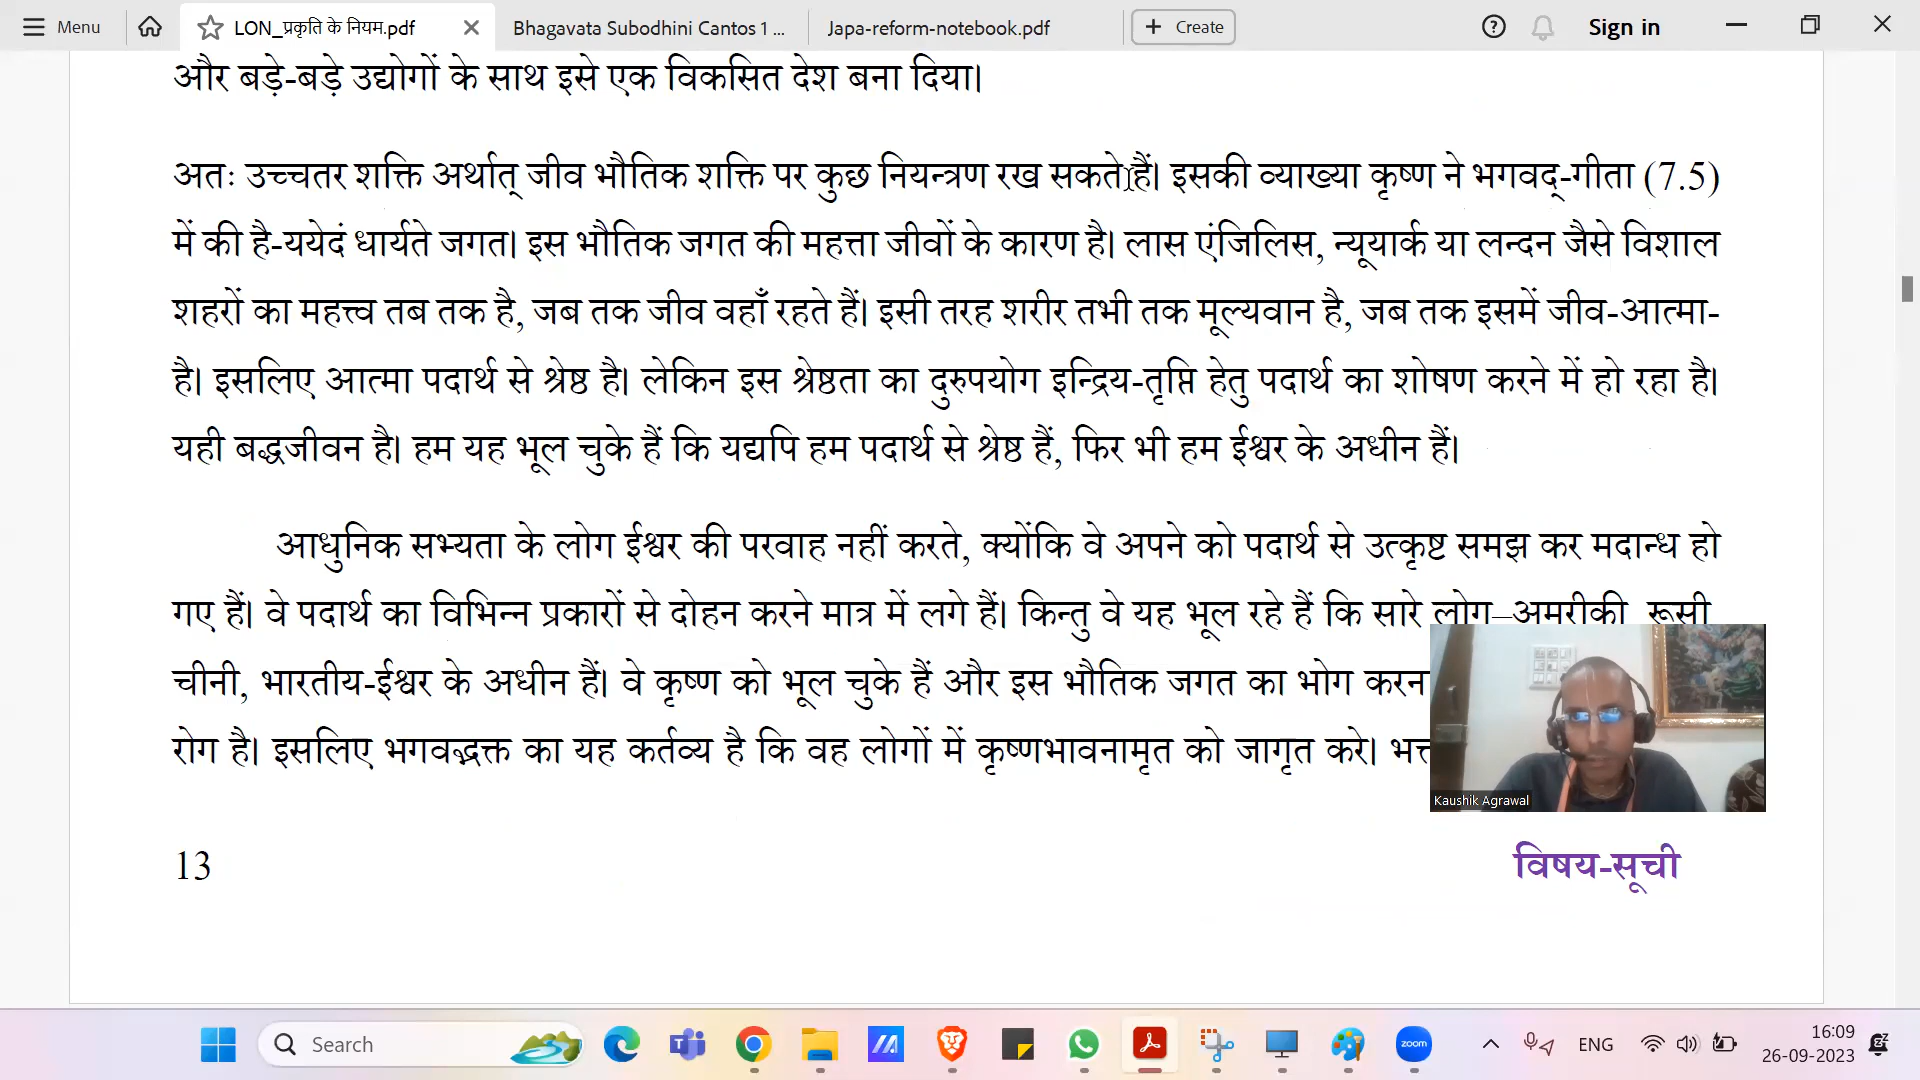 Menu
LON_प्रकृति के नियम.pdf
Bhagavata Subodhini Cantos 1 ...
Japa-reform-notebook.pdf
+ Create
Sign in
और बड़े-बड़े उद्योगों के साथ इसे एक विकसित देश बना दिया।
अतः उच्चतर शक्ति अर्थात् जीव भौतिक शक्ति पर कुछ नियन्त्रण रख सकते हैं। इसकी व्याख्या कृष्ण ने भगवद्-गीता (7.5)
में की है-ययेदं धार्यते जगत। इस भौतिक जगत की महत्ता जीवों के कारण है। लास एंजिलिस, न्यूयार्क या लन्दन जैसे विशाल
शहरों का महत्त्व तब तक है, जब तक जीव वहाँ रहते हैं। इसी तरह शरीर तभी तक मूल्यवान है, जब तक इसमें जीव-आत्मा-
है। इसलिए आत्मा पदार्थ से श्रेष्ठ है। लेकिन इस श्रेष्ठता का दुरुपयोग इन्द्रिय-तृप्ति हेतु पदार्थ का शोषण करने में हो रहा है।
यही बद्धजीवन है। हम यह भूल चुके हैं कि यद्यपि हम पदार्थ से श्रेष्ठ हैं, फिर भी हम ईश्वर के अधीन हैं।
आधुनिक सभ्यता के लोग ईश्वर की परवाह नहीं करते, क्योंकि वे अपने को पदार्थ से उत्कृष्ट समझ कर मदान्ध हो
गए हैं। वे पदार्थ का विभिन्न प्रकारों से दोहन करने मात्र में लगे हैं। किन्तु वे यह भूल रहे हैं कि सारे लोग–अमरीकी रूसी
चीनी, भारतीय-ईश्वर के अधीन हैं। वे कृष्ण को भूल चुके हैं और इस भौतिक जगत का भोग
रोग है। इसलिए भगवद्भक्त का यह कर्तव्य है कि वह लोगों में कृष्णभावनामृत को जागृत करे।
Kaushik Agrawal
13
विषय-सूची
Search
zoom
ENG
16:09
26-09-2023